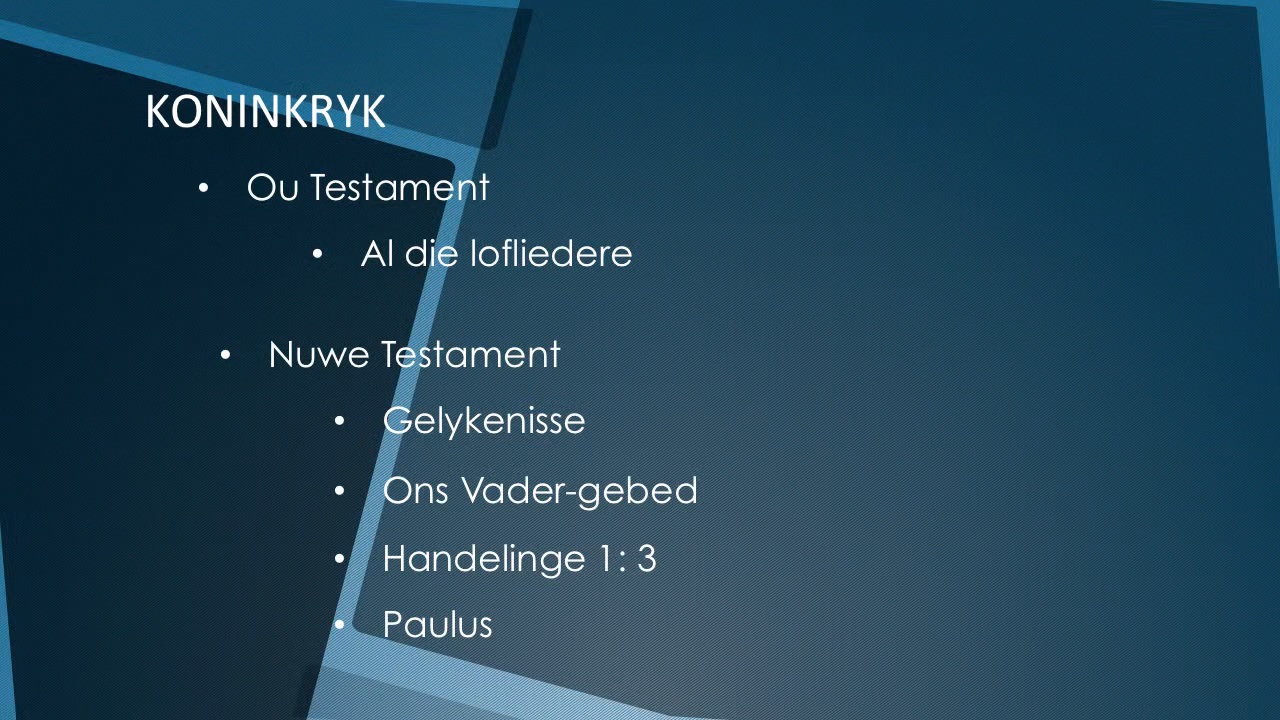 KONINKRYK
• Ou Testament
• Al die lofliedere
• Nuwe Testament
• Gelykenisse
• Ons Vader-gebed
• Handelinge 1: 3
• Paulus